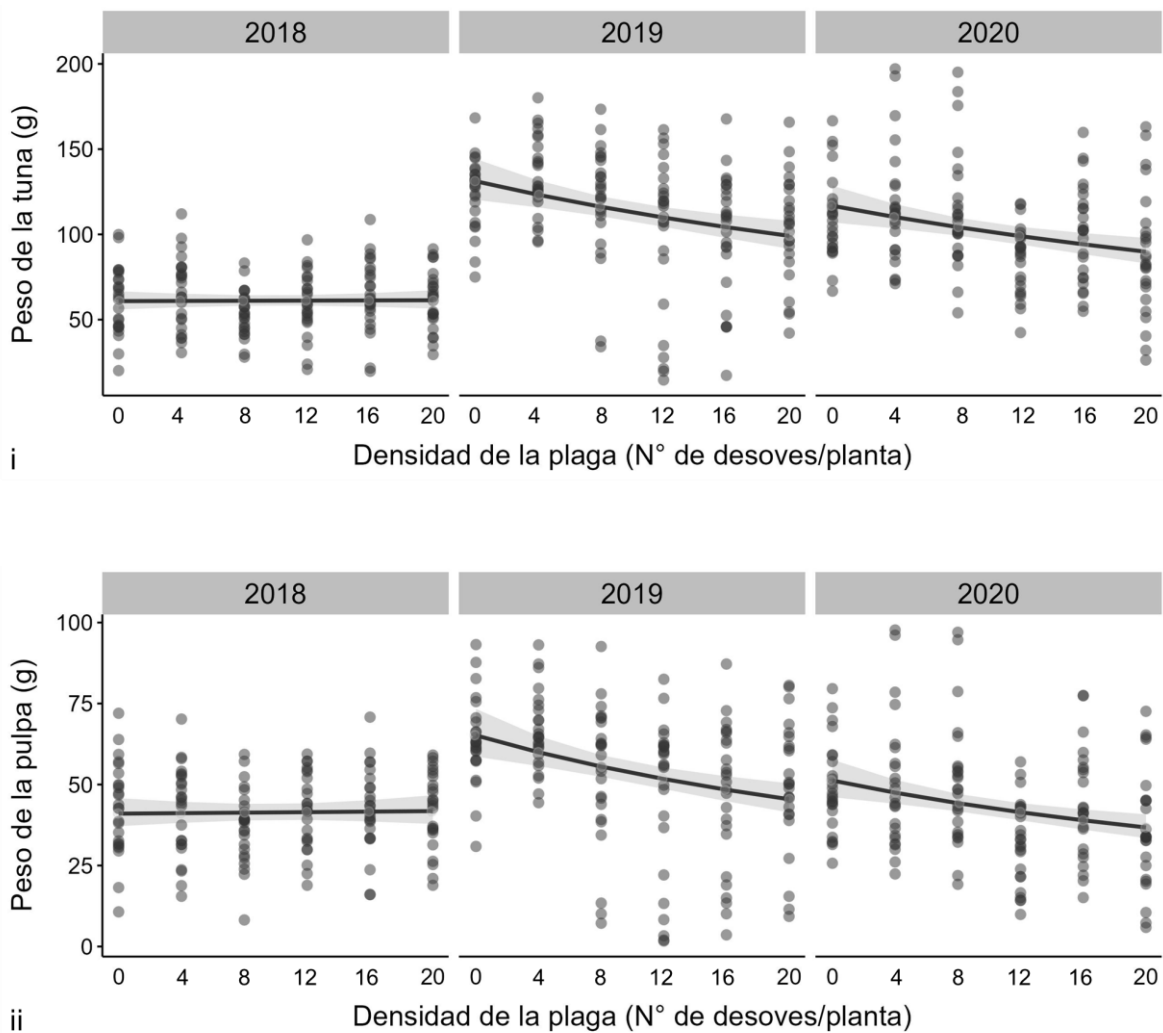 2018 2019 2020
Peso de la tuna (g)
200
150
100
50
0 4 8 12 16 20 0 4 8 12 16 20 0 4 8 12 16 20
i Densidad de la plaga (N° de desoves/planta)
2018 2019 2020
Peso de la pulpa (g)
100
75
50
25
0
0 4 8 12 16 20 0 4 8 12 16 20 0 4 8 12 16 20
ii Densidad de la plaga (N° de desoves/planta)